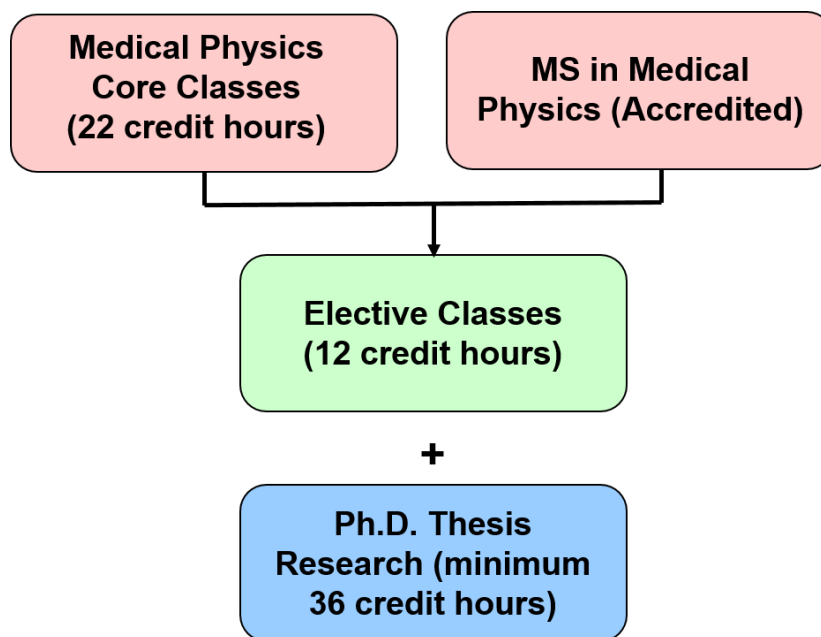 Medical Physics
Core Classes
(22 credit hours)
MS in Medical
Physics (Accredited)
Elective Classes
(12 credit hours)
+
Ph.D. Thesis
Research (minimum
36 credit hours)